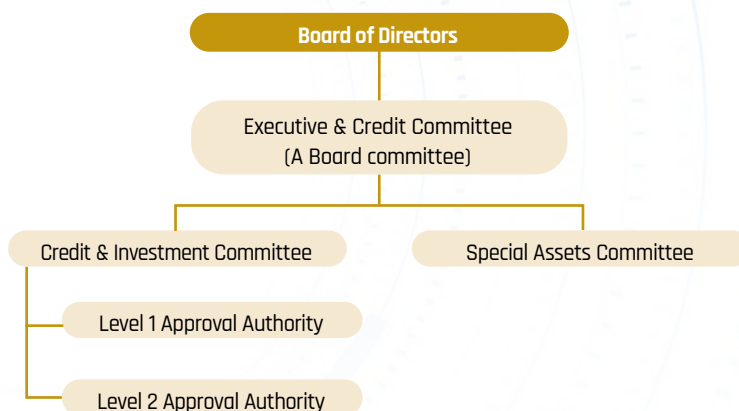 Board of Directors
Executive & Credit Committee
(A Board committee)
Credit & Investment Committee
Special Assets Committee
Level 1 Approval Authority
Level 2 Approval Authority